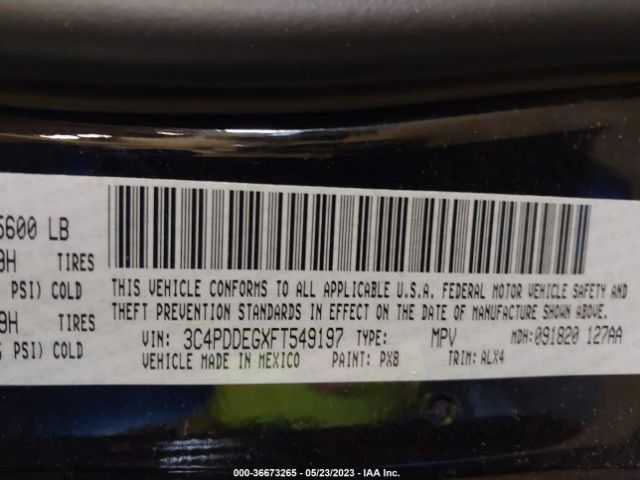 5600 LB
9H TIRES
PSI) COLD
9H TIRES
PSI) COLD
THIS VEHICLE CONFORMS TO ALL APPLICABLE U.S.A. FEDERAL MOTOR VEHICLE SAFETY AND
THEFT PREVENTION STANDARDS IN EFFECT ON THE DATE OF MANUFACTURE SHOWN ABOVE.
VIN: 3C4PDDEGXFT549197 TYPE: MPV MDH: 091820 127AA
VEHICLE MADE IN MEXICO PAINT: PX8 TRIM: ALX4
000-36673265 - 05/23/2023 - IAA Inc.